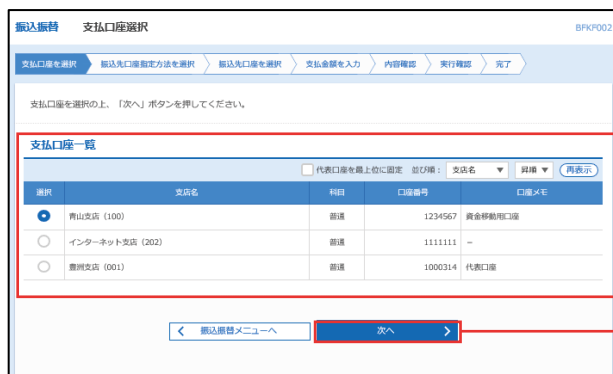 振込振替 支払口座選択 BFKF002
支払口座を選択 振込先口座指定方法を選択 振込先口座を選択 支払金額を入力 内容確認 実行確認 完了
支払口座を選択の上、「次へ」ボタンを押してください。
支払口座一覧
代表口座を最上位に固定 並び順： 支店名 ▼ 昇順 ▼ 再表示
選択 支店名 科目 口座番号 口座メモ
青山支店（100） 普通 1234567 資金移動用口座
インターネット支店（202） 普通 1111111 －
豊洲支店（001） 普通 1000314 代表口座
振込振替メニューへ 次へ